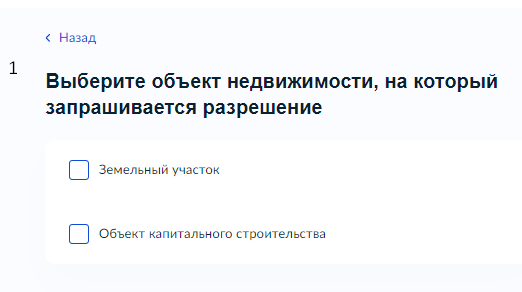 Назад
1
Выберите объект недвижимости, на который
запрашивается разрешение
Земельный участок
Объект капитального строительства